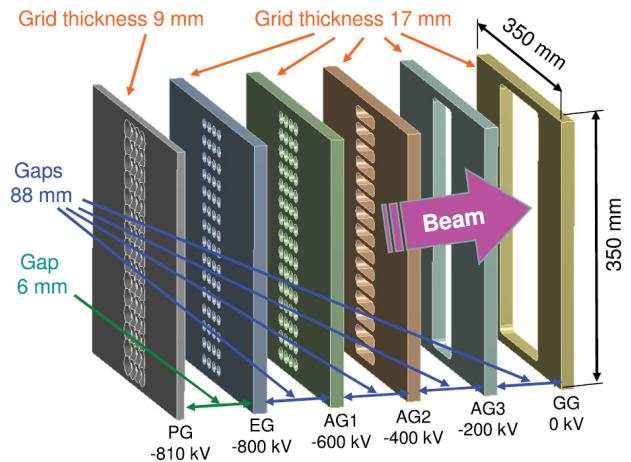 Grid thickness 9 mm
Grid thickness 17 mm
350 mm
Gaps
88 mm
Beam
350 mm
Gap
6 mm
PG
-810 kV
EG
-800 kV
AG1
-600 kV
AG2
-400 kV
AG3
-200 kV
GG
0 kV